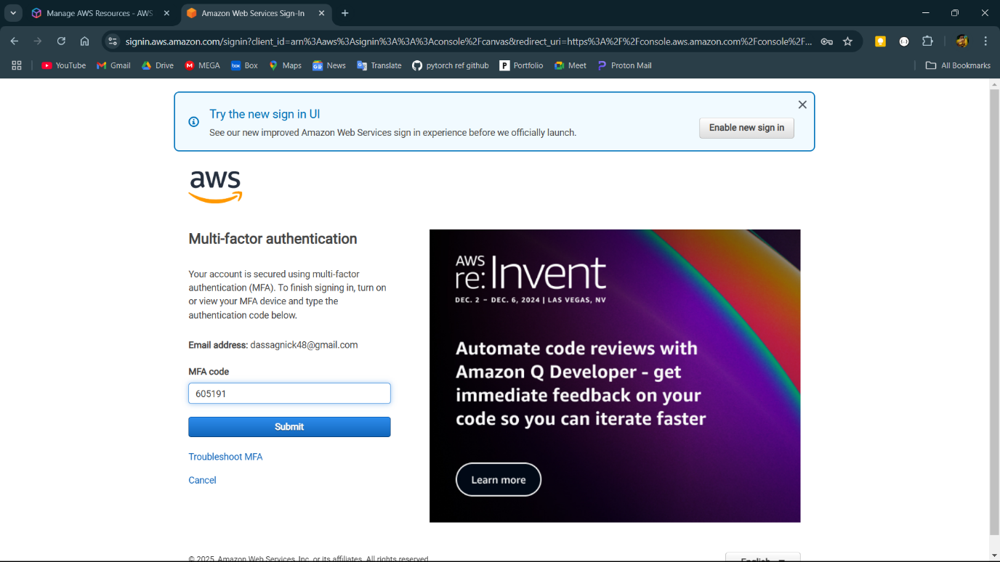 Manage AWS Resources - AWS
Amazon Web Services Sign-In
signin.aws.amazon.com/signin?client_id=arn%3Aaws%3Asignin%3A%3A%3Aconsole%2Fcanvas&redirect_uri=https%3A%2F%2Fconsole.aws.amazon.com%2Fconsole%2F...
YouTube Gmail Drive MEGA Box Maps News Translate pytorch ref github Portfolio Meet Proton Mail All Bookmarks
Try the new sign in UI
See our new improved Amazon Web Services sign in experience before we officially launch.
Enable new sign in
aws
Multi-factor authentication
Your account is secured using multi-factor
authentication (MFA). To finish signing in, turn on
or view your MFA device and type the
authentication code below.
Email address: dassagnick48@gmail.com
MFA code
605191
Submit
Troubleshoot MFA
Cancel
AWS
re:Invent
DEC. 2 – DEC. 6, 2024 | LAS VEGAS, NV
Automate code reviews with
Amazon Q Developer - get
immediate feedback on your
code so you can iterate faster
Learn more
© 2025, Amazon Web Services, Inc. or its affiliates. All rights reserved.
English